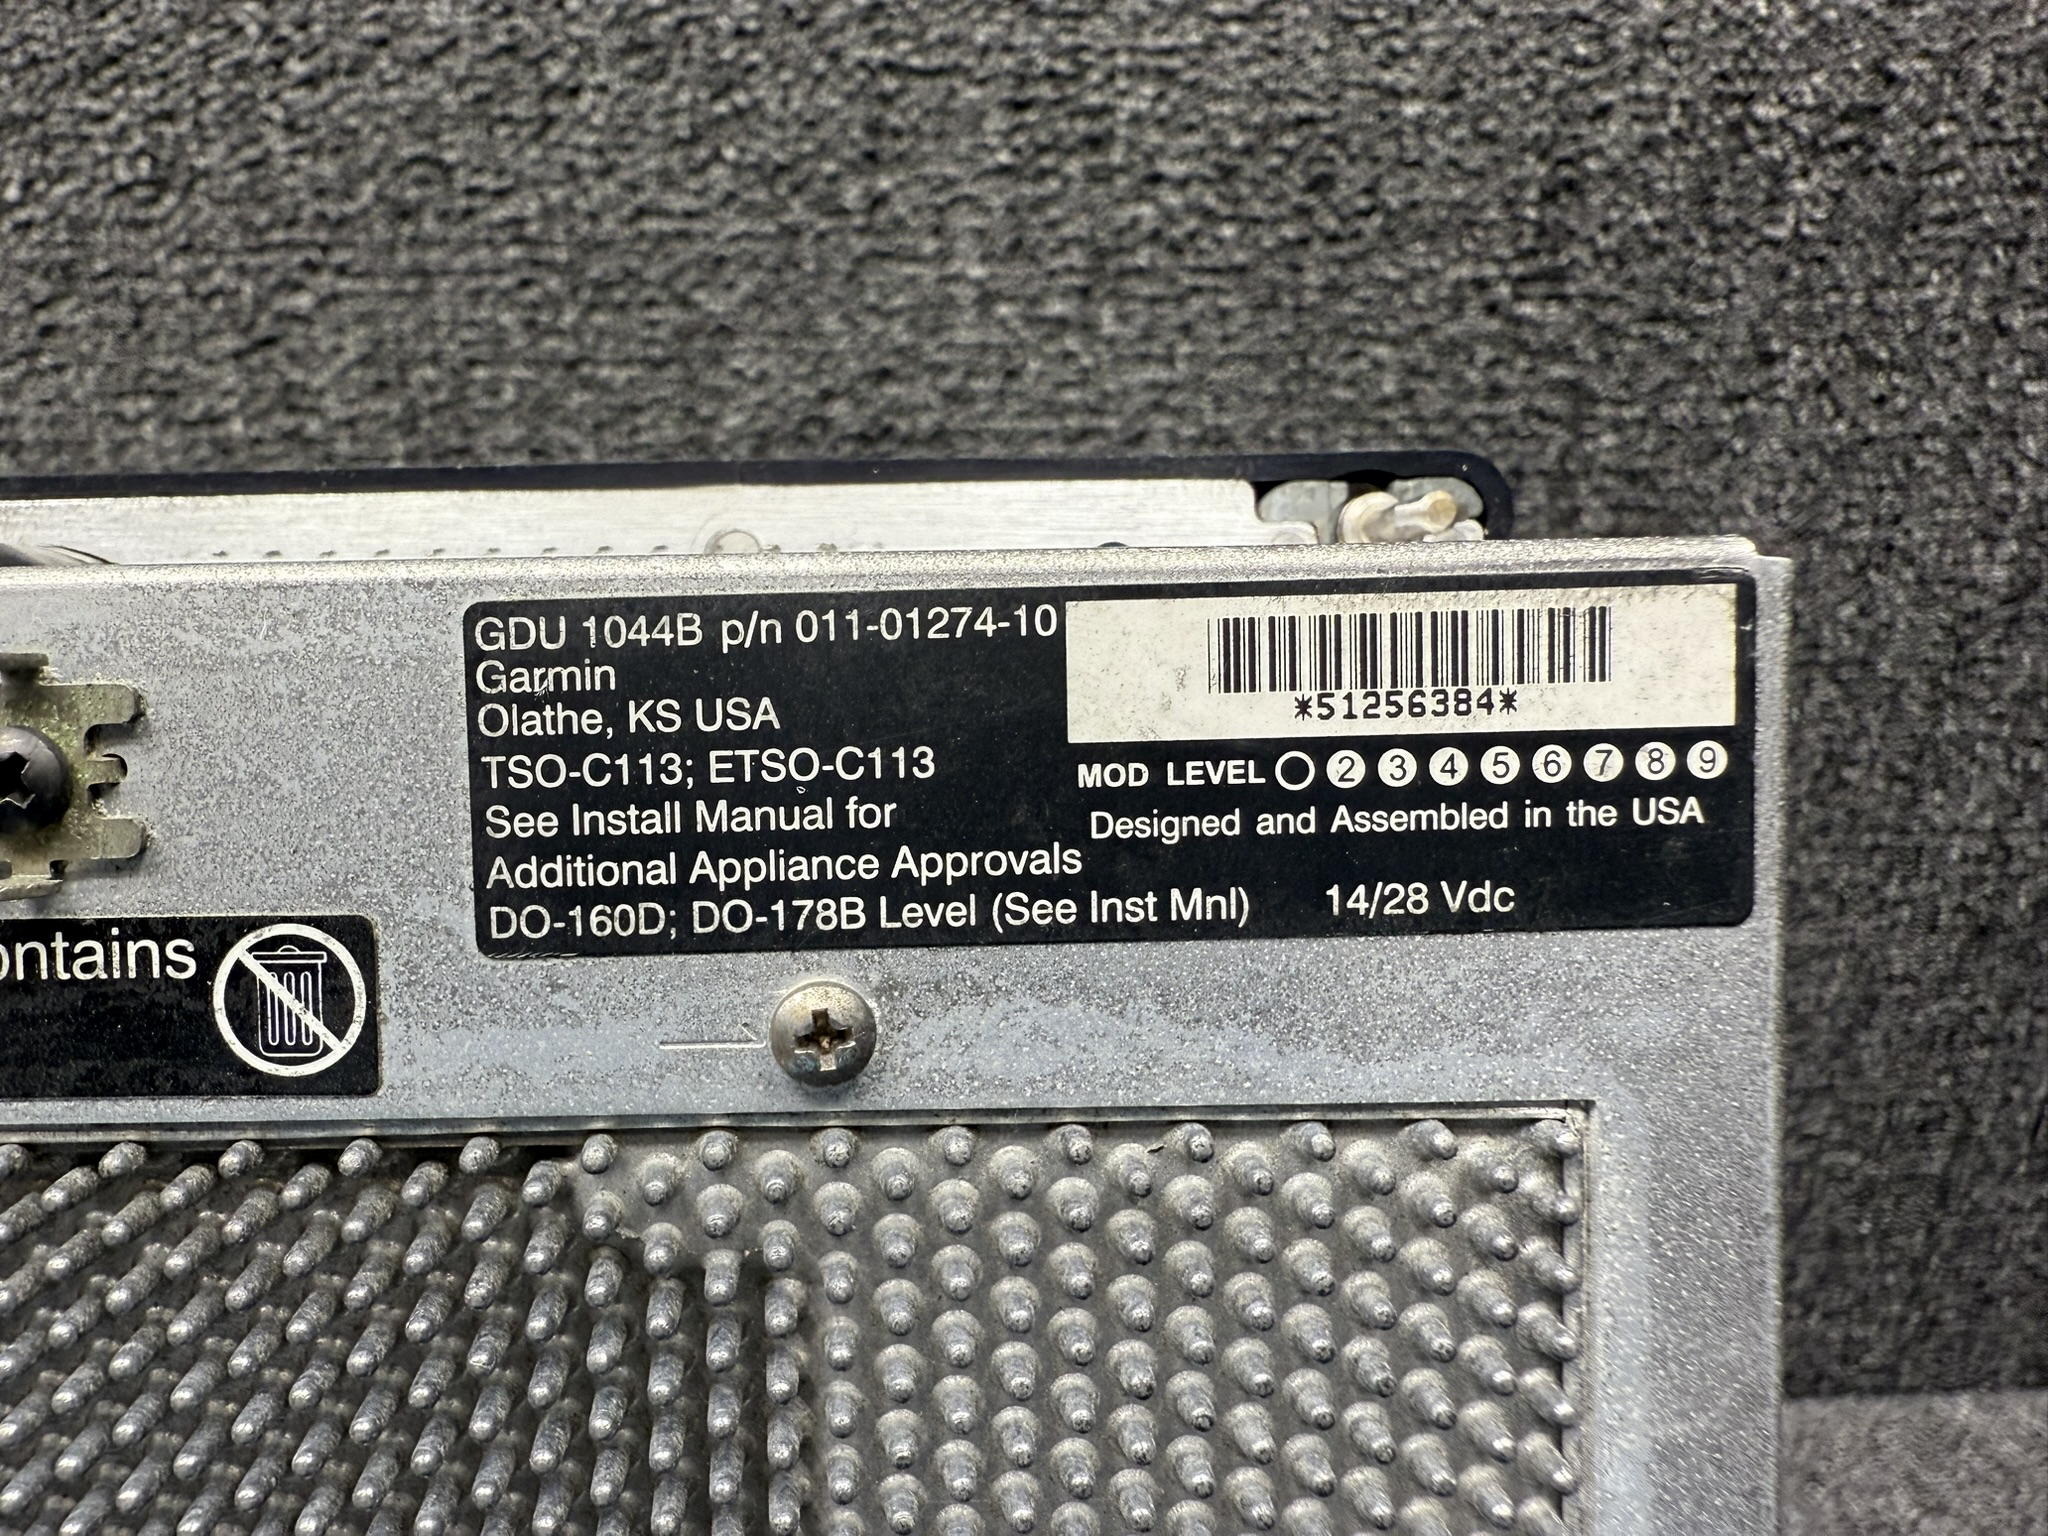 GDU 1044B p/n 011-01274-10
Garmin
Olathe, KS USA
TSO-C113; ETSO-C113
See Install Manual for
Additional Appliance Approvals
DO-160D; DO-178B Level (See Inst Mnl) 14/28 Vdc
*51256384*
MOD LEVEL 2 3 4 5 6 7 8 9
Designed and Assembled in the USA
ontains